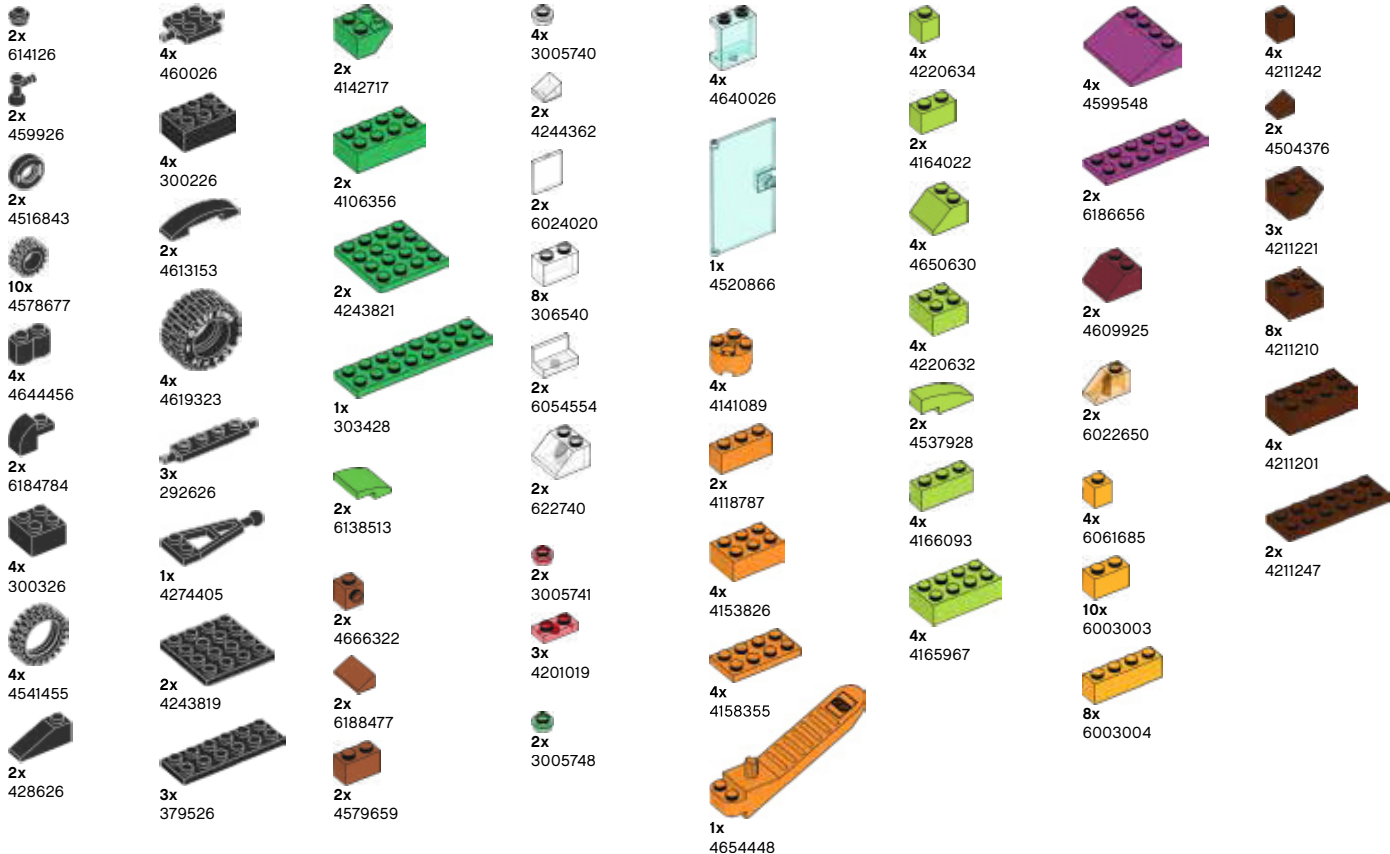 2x
614126
2x
459926
2x
4516843
10x
4578677
4x
4644456
2x
6184784
4x
300326
4x
4541455
2x
428626
4x
460026
4x
300226
2x
4613153
4x
4619323
3x
292626
1x
4274405
2x
4243819
3x
379526
2x
4142717
2x
4106356
2x
4243821
1x
303428
2x
6138513
2x
4666322
2x
6188477
2x
4579659
4x
3005740
2x
4244362
2x
6024020
8x
306540
2x
6054554
2x
622740
2x
3005741
3x
4201019
2x
3005748
4x
4640026
1x
4520866
4x
4141089
2x
4118787
4x
4153826
4x
4158355
1x
4654448
4x
4220634
2x
4164022
4x
4650630
4x
4220632
2x
4537928
4x
4166093
4x
4165967
4x
4599548
2x
6186656
2x
4609925
2x
6022650
4x
6061685
10x
6003003
8x
6003004
4x
4211242
2x
4504376
3x
4211221
8x
4211210
4x
4211201
2x
4211247